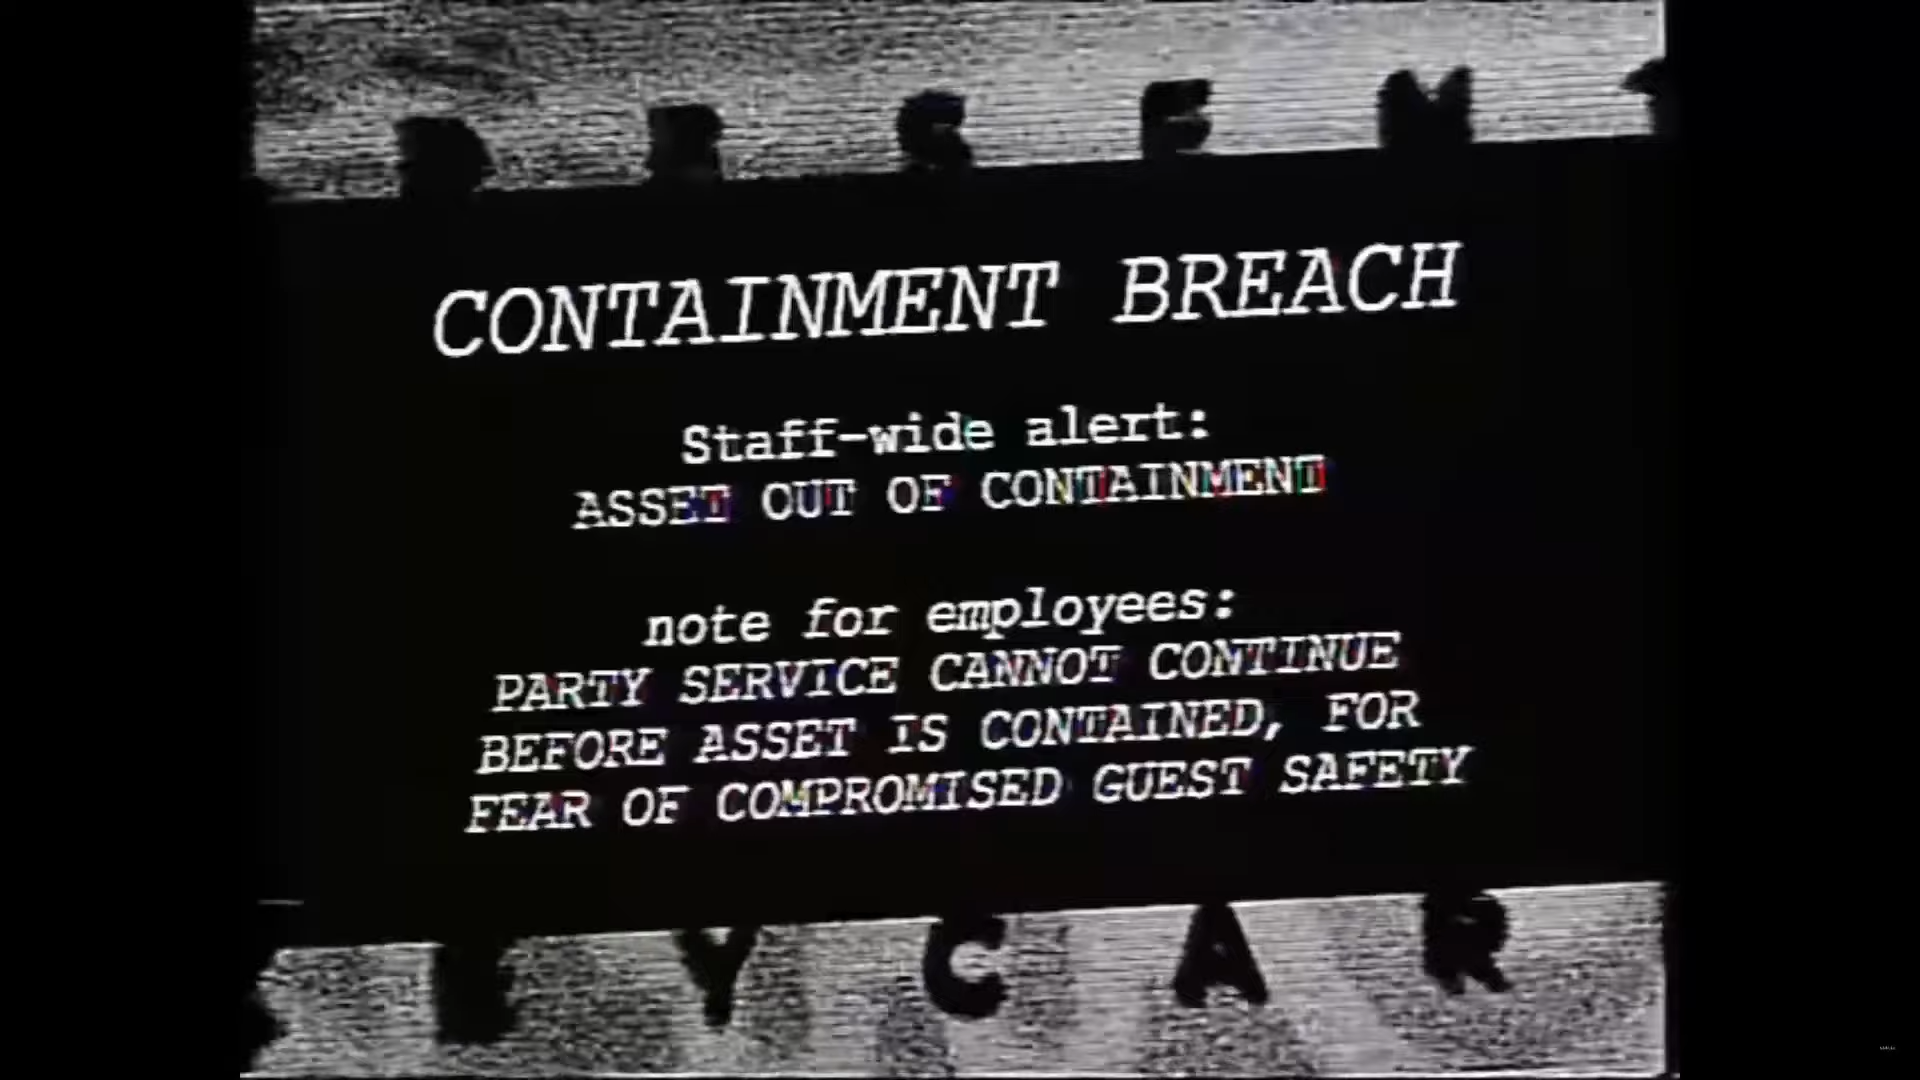 S E M
CONTAINMENT BREACH
Staff-wide alert:
ASSET OUT OF CONTAINMENT
note for employees:
PARTY SERVICE CANNOT CONTINUE
BEFORE ASSET IS CONTAINED, FOR
FEAR OF COMPROMISED GUEST SAFETY
Y C A R